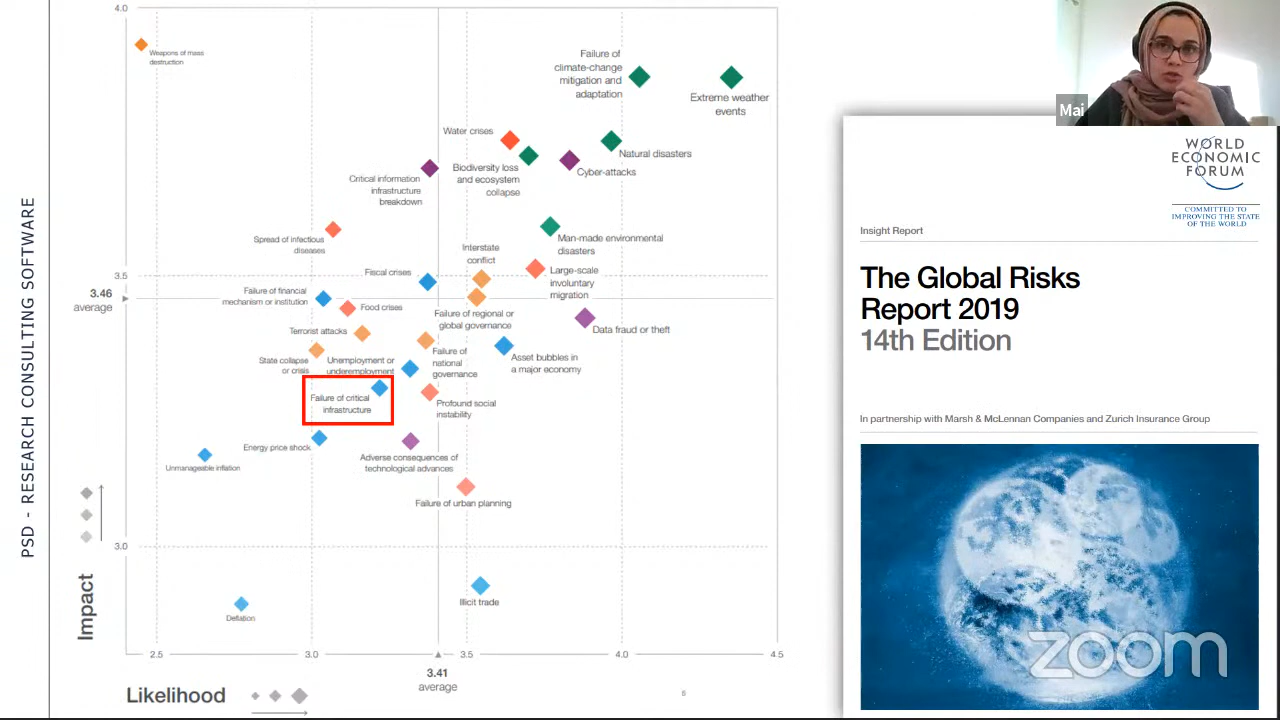 PSD - RESEARCH CONSULTING SOFTWARE
4.0
3.5
3.46
average
3.0
Impact
Weapons of mass
destruction
Failure of
climate-change
mitigation and
adaptation
Extreme weather
events
Water crises
Natural disasters
Biodiversity loss
and ecosystem
collapse
Cyber-attacks
Critical information
infrastructure
breakdown
Spread of infectious
diseases
Man-made environmental
disasters
Interstate
conflict
Large-scale
involuntary
migration
Fiscal crises
Failure of financial
mechanism or institution
Food crises
Failure of regional or
global governance
Data fraud or theft
Terrorist attacks
State collapse
or crisis
Unemployment or
underemployment
Failure of
national
governance
Asset bubbles in
a major economy
Failure of critical
infrastructure
Profound social
instability
Energy price shock
Adverse consequences of
technological advances
Unmanageable inflation
Failure of urban planning
Illicit trade
Deflation
2.5
3.0
3.5
4.0
4.5
3.41
average
Likelihood
6
Mai
WORLD
ECONOMIC
FORUM
COMMITTED TO
IMPROVING THE STATE
OF THE WORLD
Insight Report
The Global Risks
Report 2019
14th Edition
In partnership with Marsh & McLennan Companies and Zurich Insurance Group
zoom